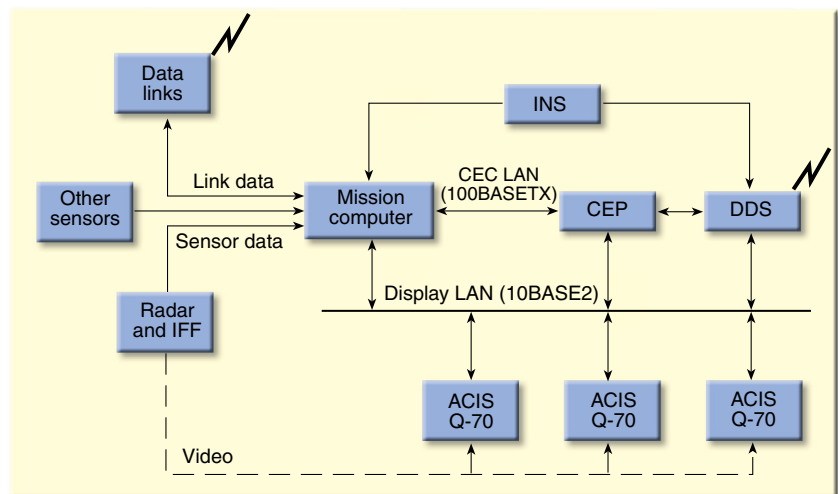 Data
links
INS
Link data
CEC LAN
(100BASETX)
Other
sensors
Mission
computer
CEP
DDS
Sensor data
Display LAN (10BASE2)
Radar
and IFF
ACIS
Q-70
ACIS
Q-70
ACIS
Q-70
Video